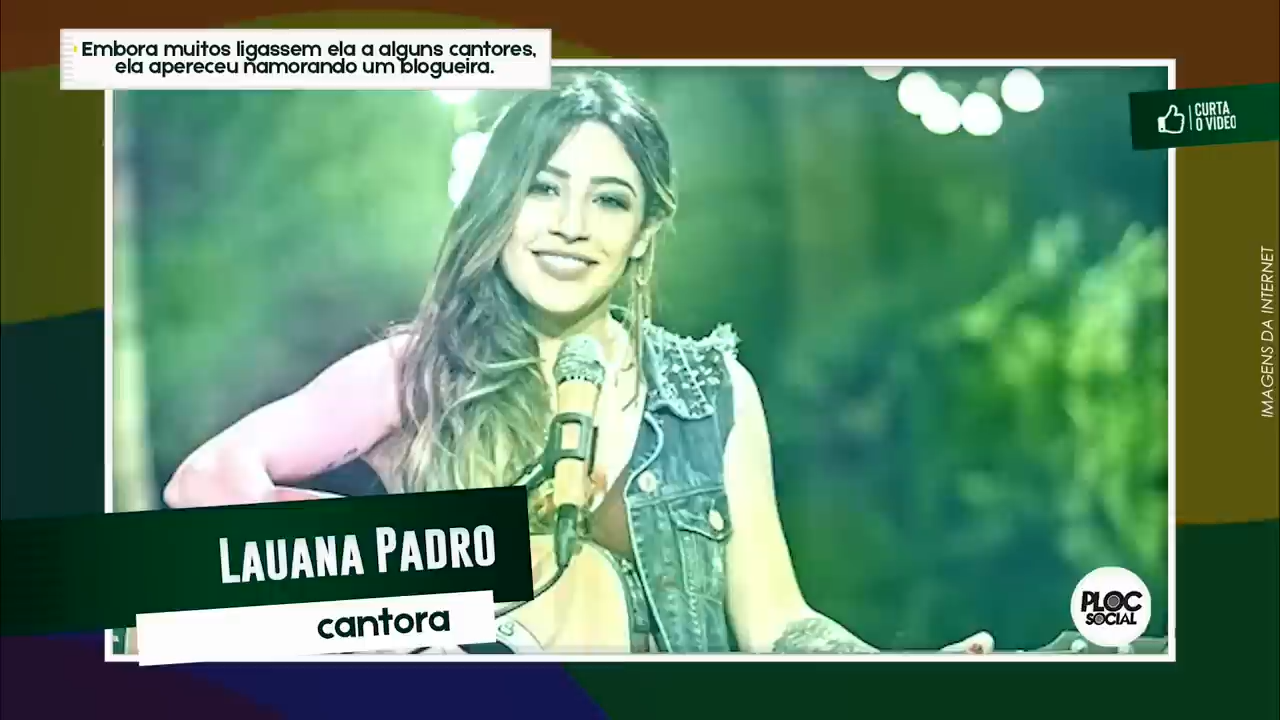 Embora muitos ligassem ela a alguns cantores,
ela apereceu namorando um blogueira.
CURTA
O VIDEO
IMAGENS DA INTERNET
LAUANA PADRO
cantora
PLOC
SOCIAL